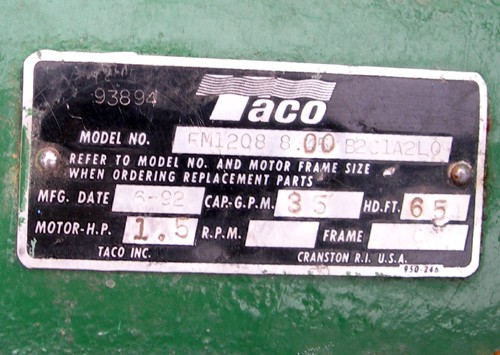 93894
Taco
MODEL NO. FM1208 8.00 B2C1A2L0
REFER TO MODEL NO. AND MOTOR FRAME SIZE
WHEN ORDERING REPLACEMENT PARTS
MFG. DATE 6-92 CAP.-G.P.M. 35 HD.FT. 65
MOTOR-H.P. 1.5 R.P.M. FRAME
TACO INC. CRANSTON R.I. U.S.A.
950-246